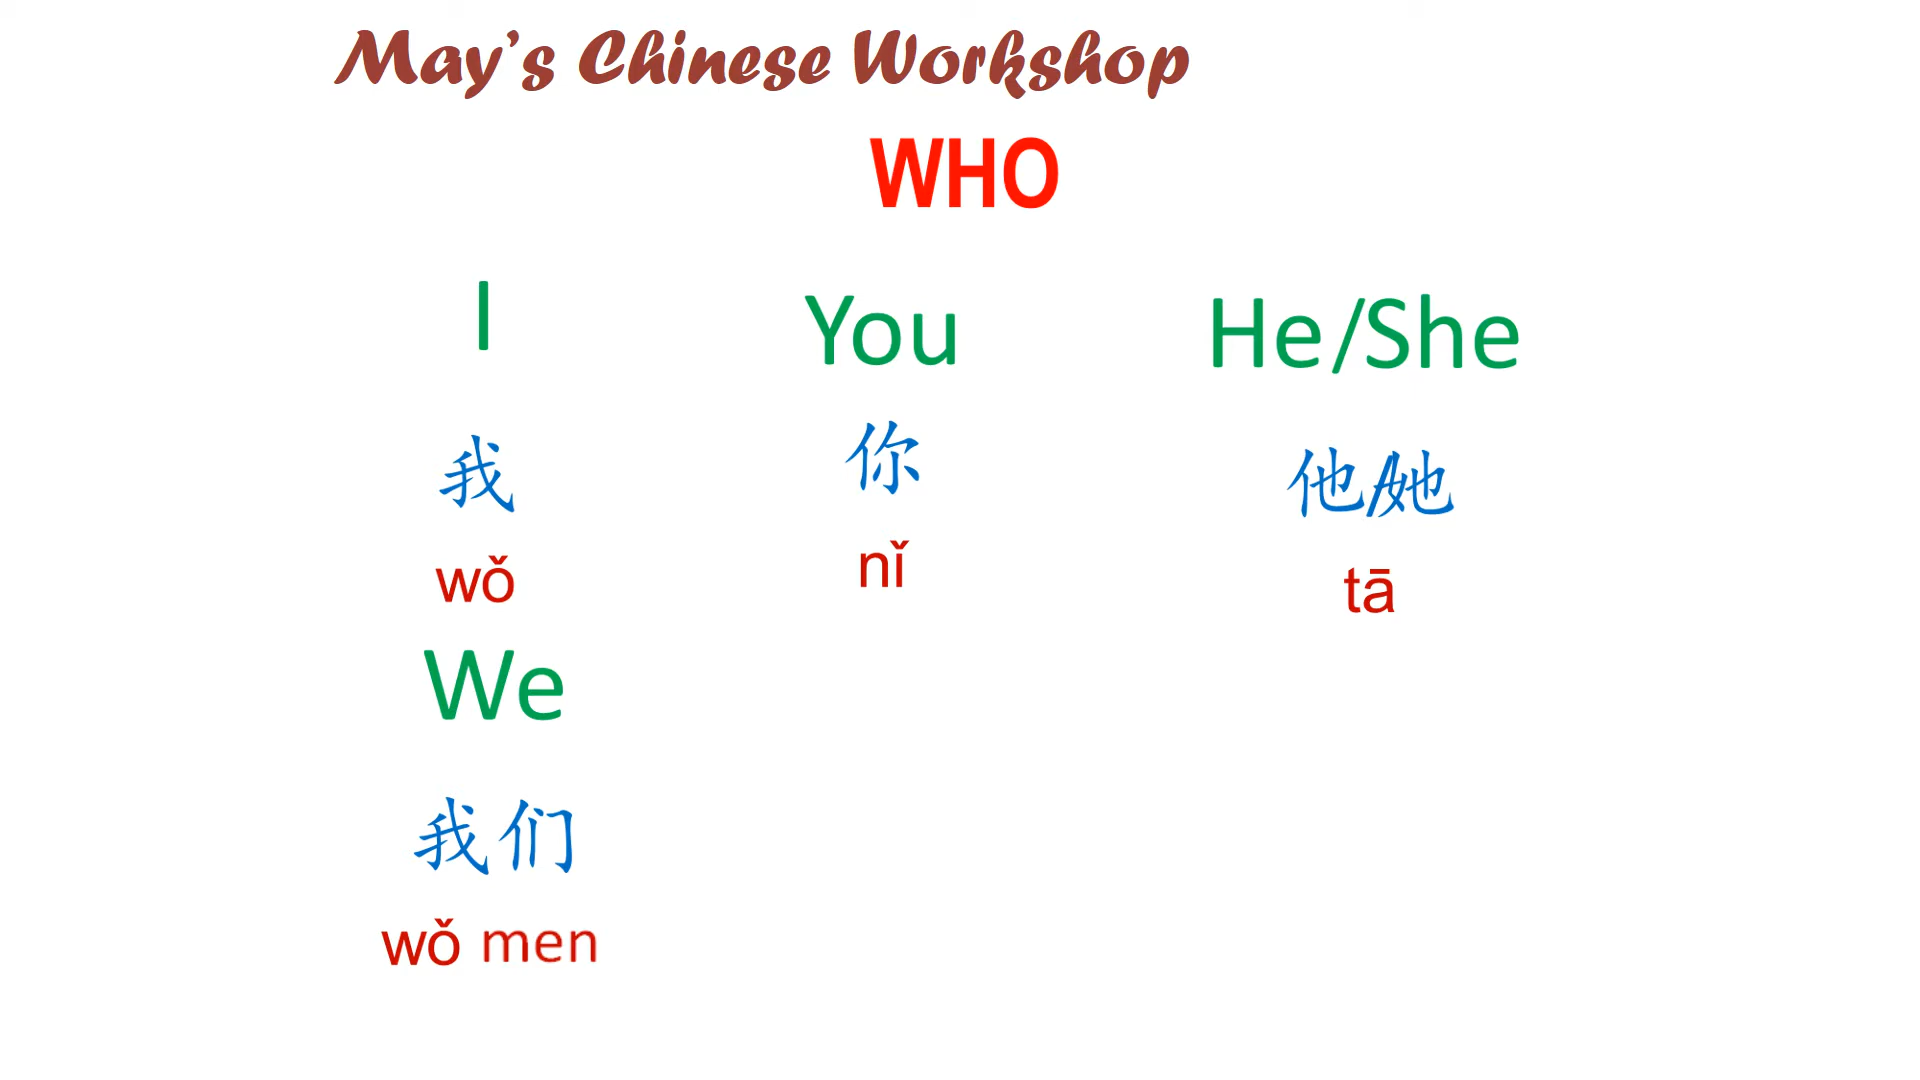 May's Chinese Workshop
WHO
I You He/She
我 你 他/她
wǒ nǐ tā
We
我们
wǒ men